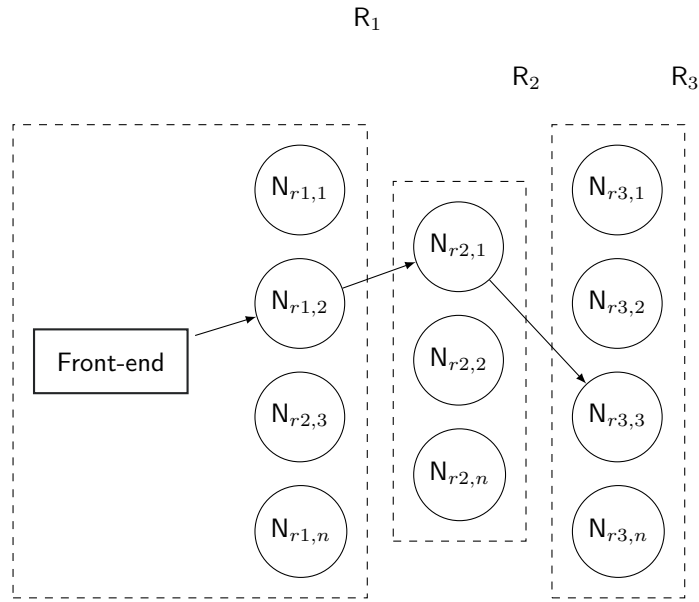 R₁
R₂
R₃
Nᵣ₁,₁
Nᵣ₁,₂
Nᵣ₂,₃
Nᵣ₁,ₙ
Front-end
Nᵣ₂,₁
Nᵣ₂,₂
Nᵣ₂,ₙ
Nᵣ₃,₁
Nᵣ₃,₂
Nᵣ₃,₃
Nᵣ₃,ₙ